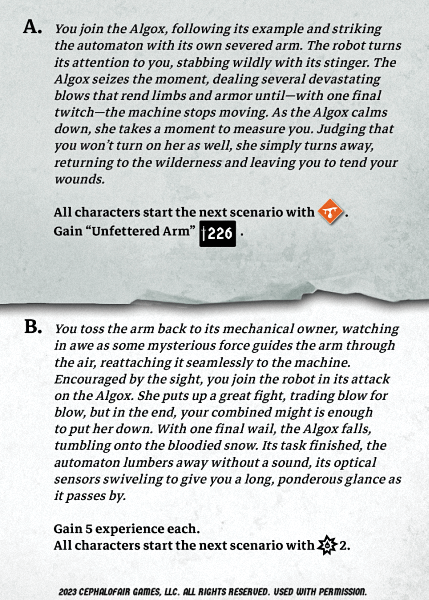 A. You join the Algox, following its example and striking
the automaton with its own severed arm. The robot turns
its attention to you, stabbing wildly with its stinger. The
Algox seizes the moment, dealing several devastating
blows that rend limbs and armor until—with one final
twitch—the machine stops moving. As the Algox calms
down, she takes a moment to measure you. Judging that
you won't turn on her as well, she simply turns away,
returning to the wilderness and leaving you to tend your
wounds.
All characters start the next scenario with .
Gain “Unfettered Arm” 226 .
B. You toss the arm back to its mechanical owner, watching
in awe as some mysterious force guides the arm through
the air, reattaching it seamlessly to the machine.
Encouraged by the sight, you join the robot in its attack
on the Algox. She puts up a great fight, trading blow for
blow, but in the end, your combined might is enough
to put her down. With one final wail, the Algox falls,
tumbling onto the bloodied snow. Its task finished, the
automaton lumbers away without a sound, its optical
sensors swiveling to give you a long, ponderous glance as
it passes by.
Gain 5 experience each.
All characters start the next scenario with 2.
2023 CEPHALOFAIR GAMES, LLC. ALL RIGHTS RESERVED. USED WITH PERMISSION.